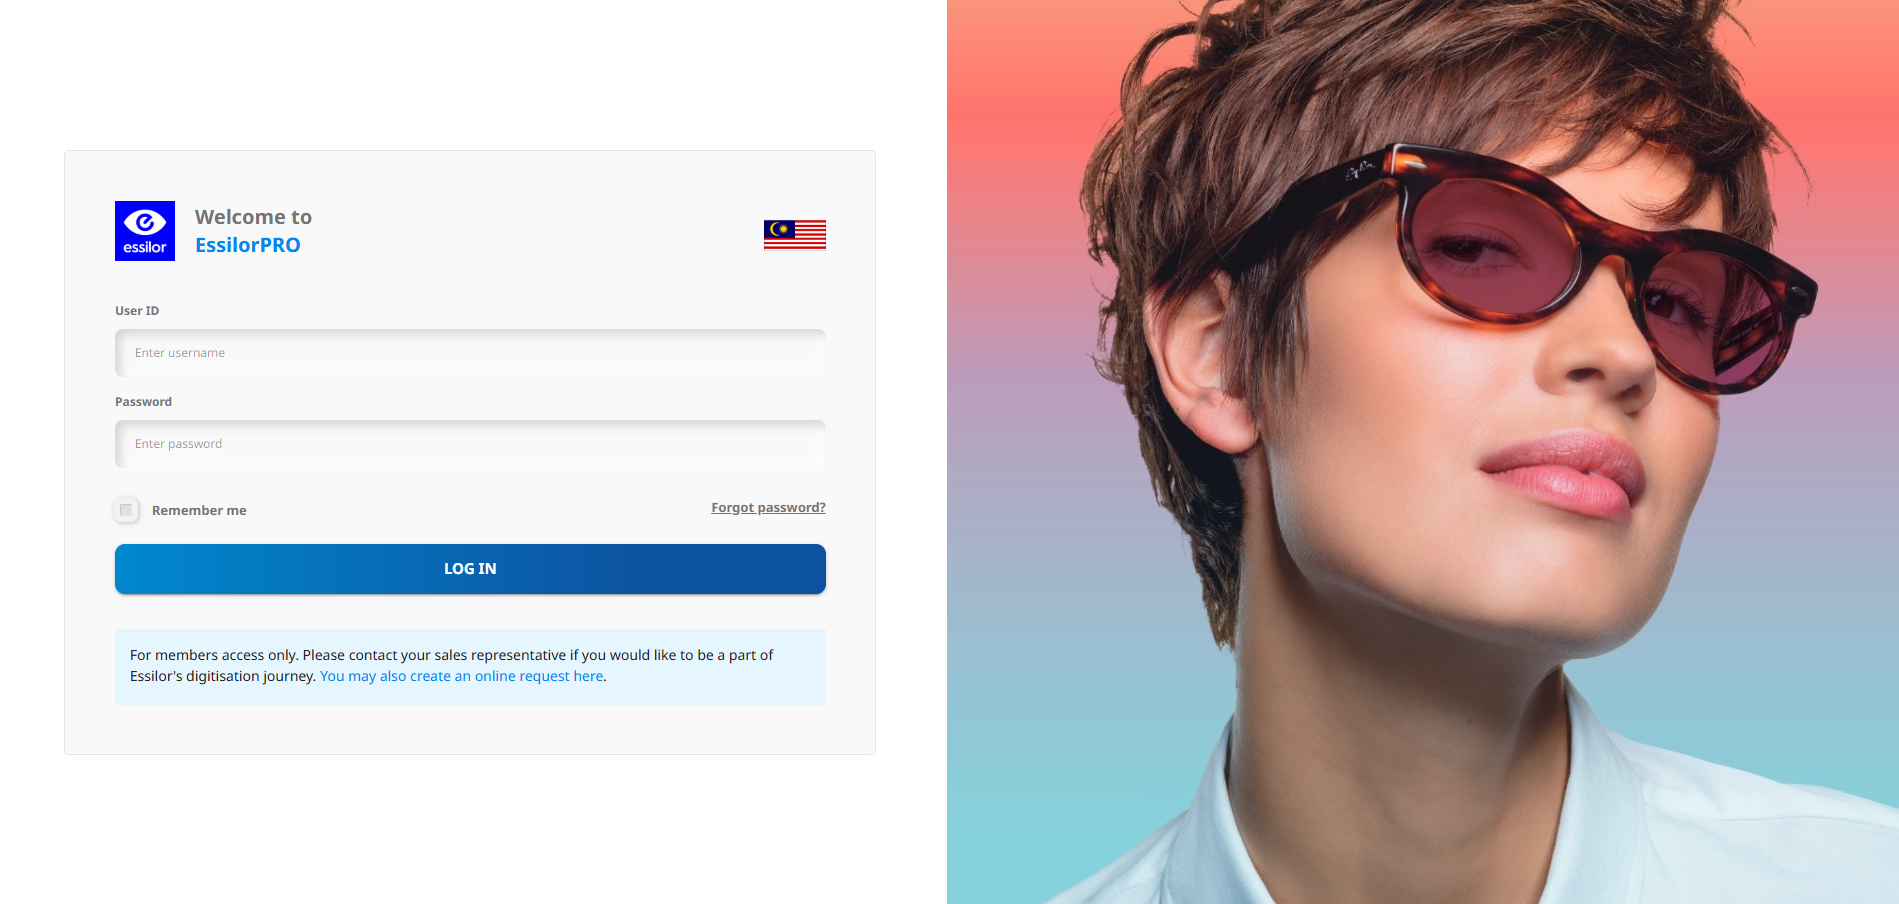 essilor
Welcome to
EssilorPRO
User ID
Enter username
Password
Enter password
Remember me
Forgot password?
LOG IN
For members access only. Please contact your sales representative if you would like to be a part of
Essilor's digitisation journey. You may also create an online request here.